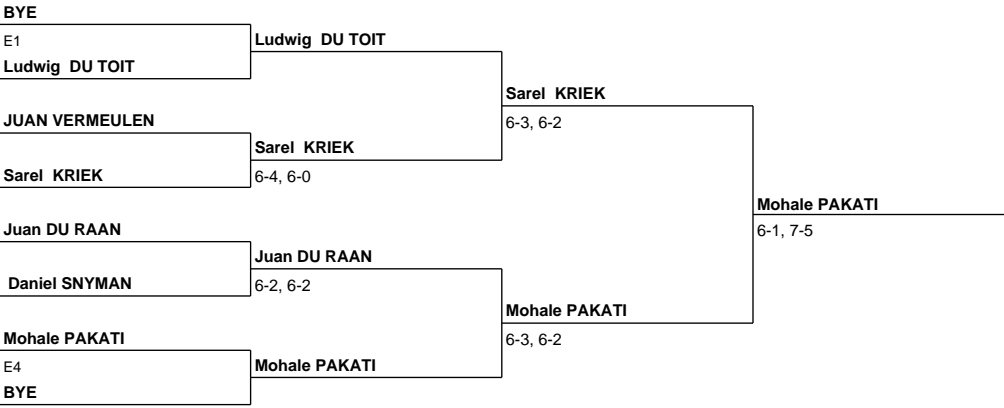 BYE
E1
Ludwig DU TOIT
Ludwig DU TOIT
Sarel KRIEK
6-3, 6-2
JUAN VERMEULEN
Sarel KRIEK
Sarel KRIEK
6-4, 6-0
Mohale PAKATI
6-1, 7-5
Juan DU RAAN
Juan DU RAAN
Daniel SNYMAN
6-2, 6-2
Mohale PAKATI
6-3, 6-2
Mohale PAKATI
E4
Mohale PAKATI
BYE